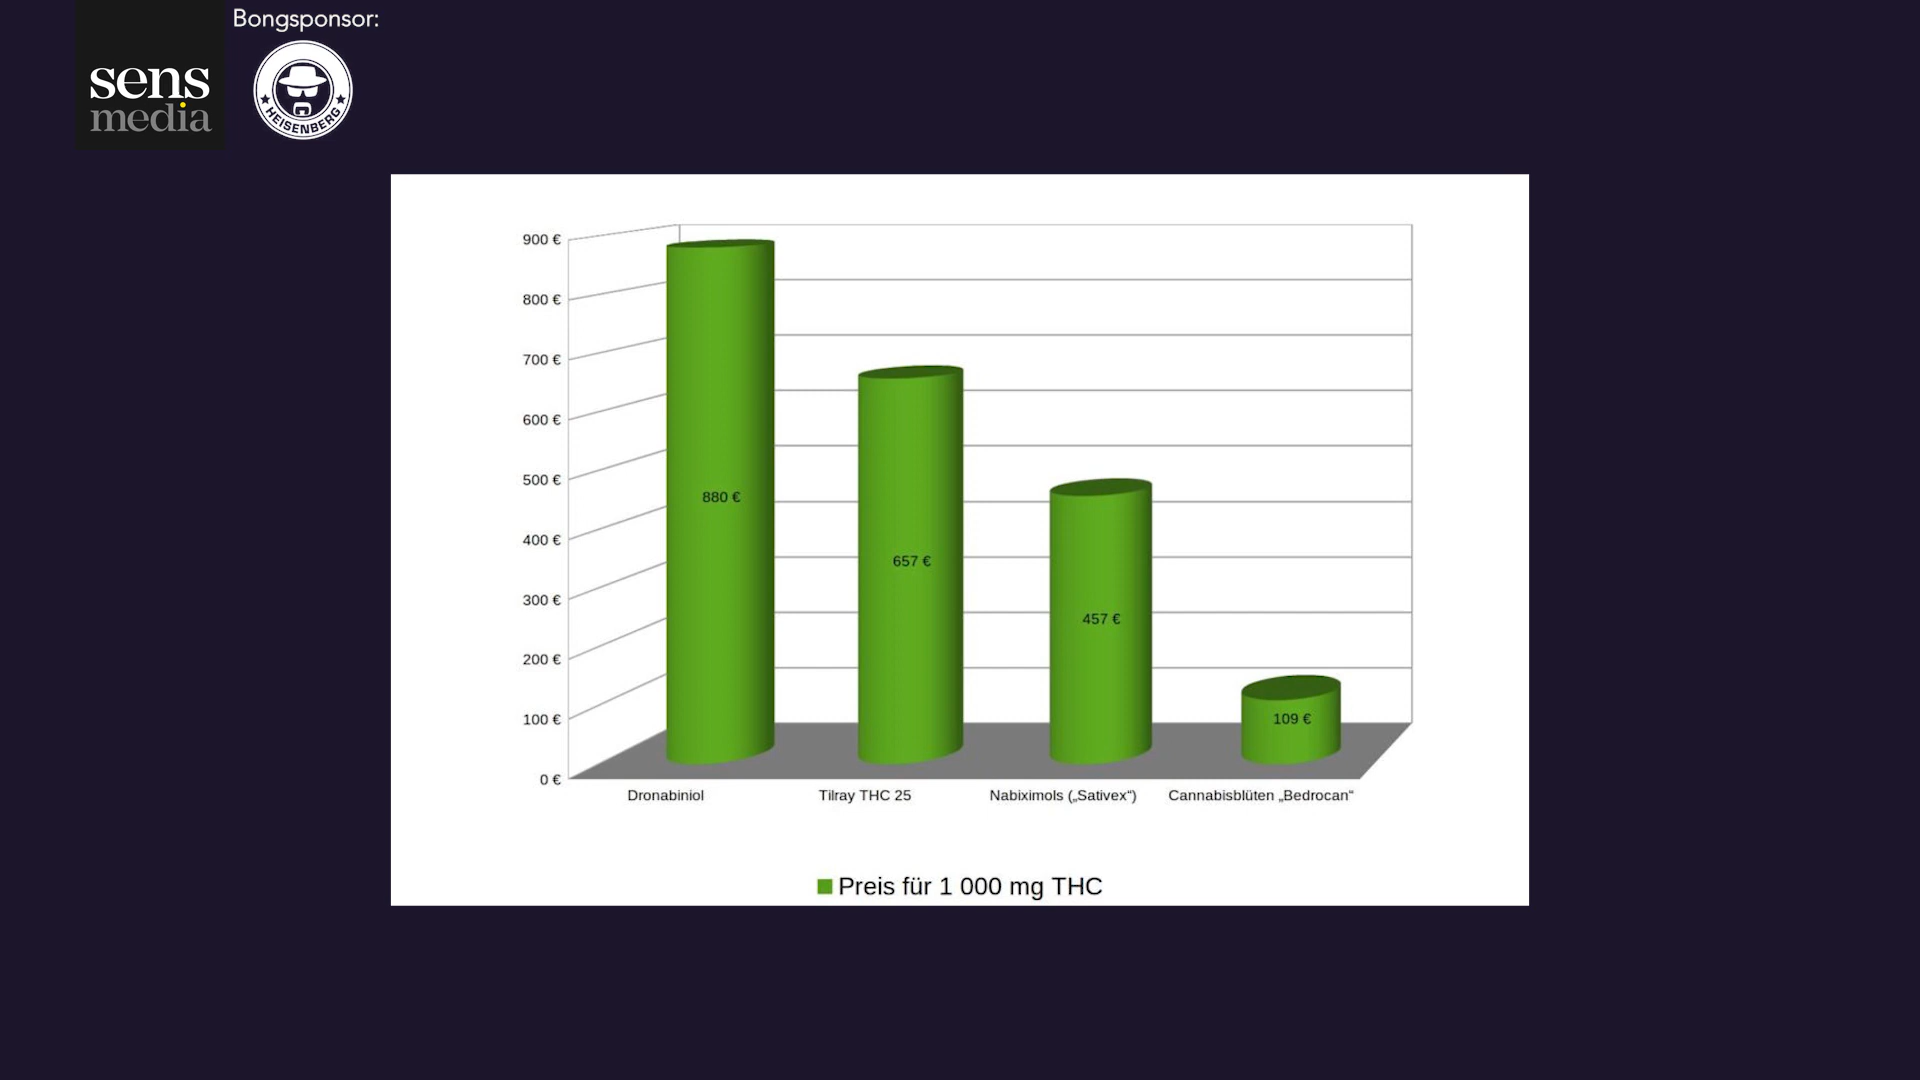 Bongsponsor:
sens
media
HEISENBERG
900 €
800 €
700 €
600 €
500 €
400 €
300 €
200 €
100 €
0 €
880 €
657 €
457 €
109 €
Dronabiniol
Tilray THC 25
Nabiximols („Sativex“)
Cannabisblüten „Bedrocan“
Preis für 1 000 mg THC